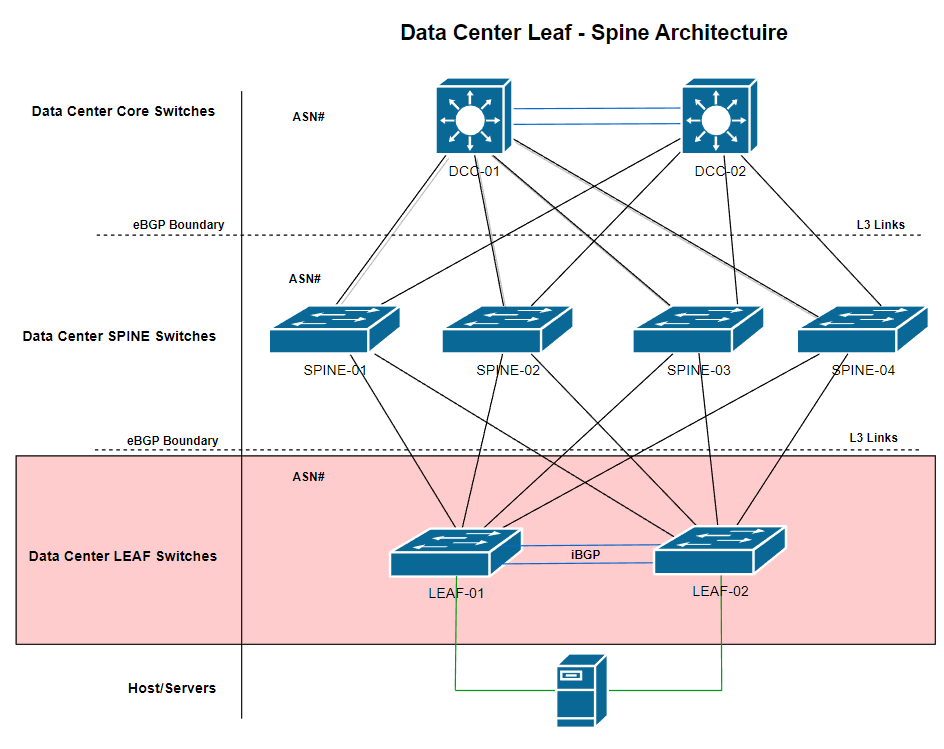 Data Center Leaf - Spine Architectuire
Data Center Core Switches
ASN#
DCC-01
DCC-02
eBGP Boundary
L3 Links
ASN#
Data Center SPINE Switches
SPINE-01
SPINE-02
SPINE-03
SPINE-04
eBGP Boundary
L3 Links
ASN#
Data Center LEAF Switches
iBGP
LEAF-01
LEAF-02
Host/Servers